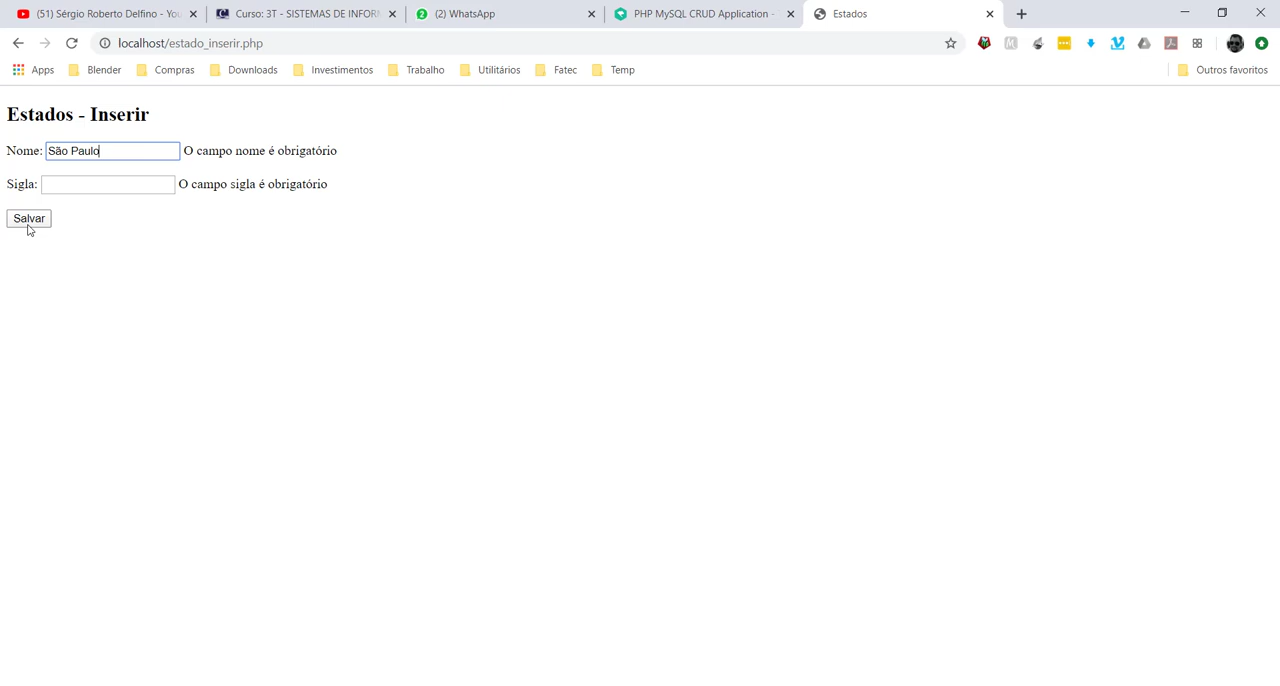 (51) Sérgio Roberto Delfino - You
Curso: 3T - SISTEMAS DE INFORM
(2) WhatsApp
PHP MySQL CRUD Application -
Estados
localhost/estado_inserir.php
Apps
Blender
Compras
Downloads
Investimentos
Trabalho
Utilitários
Fatec
Temp
Outros favoritos
Estados - Inserir
Nome: São Paulo O campo nome é obrigatório
Sigla: O campo sigla é obrigatório
Salvar